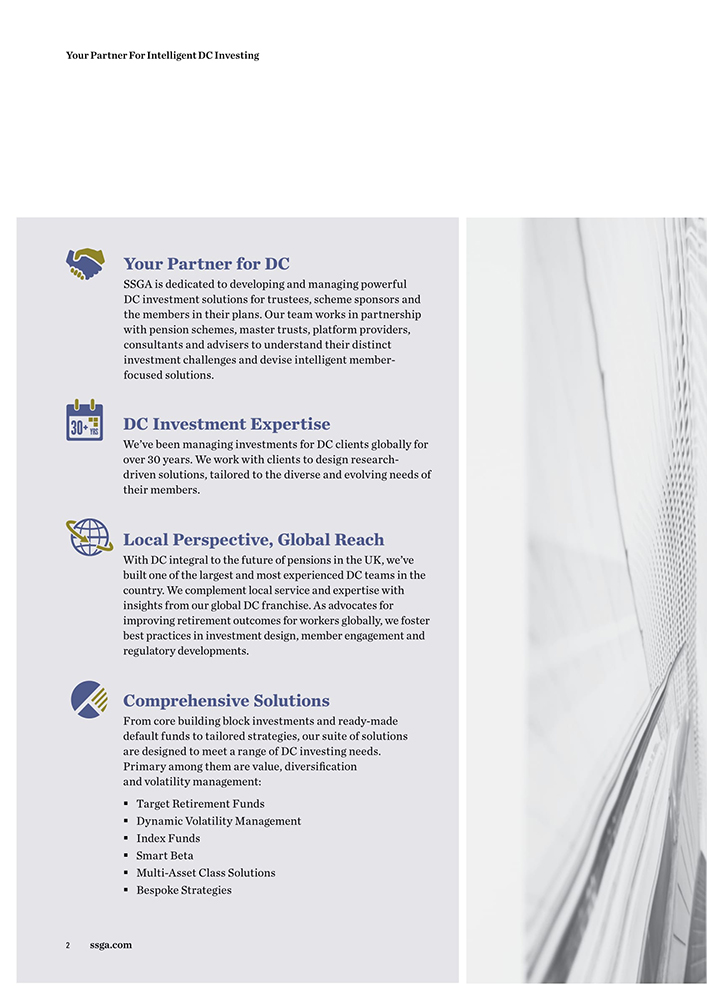 Your Partner For Intelligent DC Investing
Your Partner for DC
SSGA is dedicated to developing and managing powerful
DC investment solutions for trustees, scheme sponsors and
the members in their plans. Our team works in partnership
with pension schemes, master trusts, platform providers,
consultants and advisers to understand their distinct
investment challenges and devise intelligent member-
focused solutions.
30+ YRS
DC Investment Expertise
We’ve been managing investments for DC clients globally for
over 30 years. We work with clients to design research-
driven solutions, tailored to the diverse and evolving needs of
their members.
Local Perspective, Global Reach
With DC integral to the future of pensions in the UK, we’ve
built one of the largest and most experienced DC teams in the
country. We complement local service and expertise with
insights from our global DC franchise. As advocates for
improving retirement outcomes for workers globally, we foster
best practices in investment design, member engagement and
regulatory developments.
Comprehensive Solutions
From core building block investments and ready-made
default funds to tailored strategies, our suite of solutions
are designed to meet a range of DC investing needs.
Primary among them are value, diversification
and volatility management:
▪ Target Retirement Funds
▪ Dynamic Volatility Management
▪ Index Funds
▪ Smart Beta
▪ Multi-Asset Class Solutions
▪ Bespoke Strategies
2 ssga.com